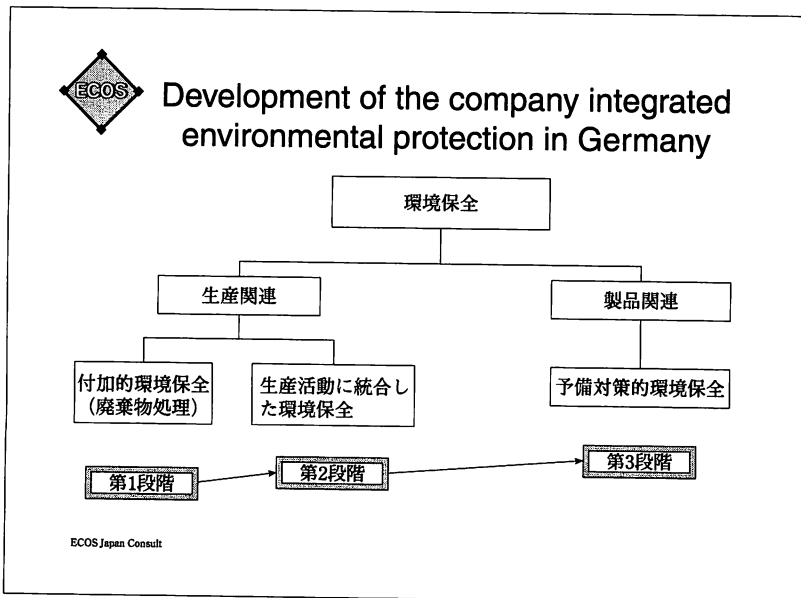 ECOS
Development of the company integrated
environmental protection in Germany
環境保全
生産関連
製品関連
付加的環境保全
（廃棄物処理）
生産活動に統合し
た環境保全
予備対策的環境保全
第1段階
第2段階
第3段階
ECOS Japan Consult